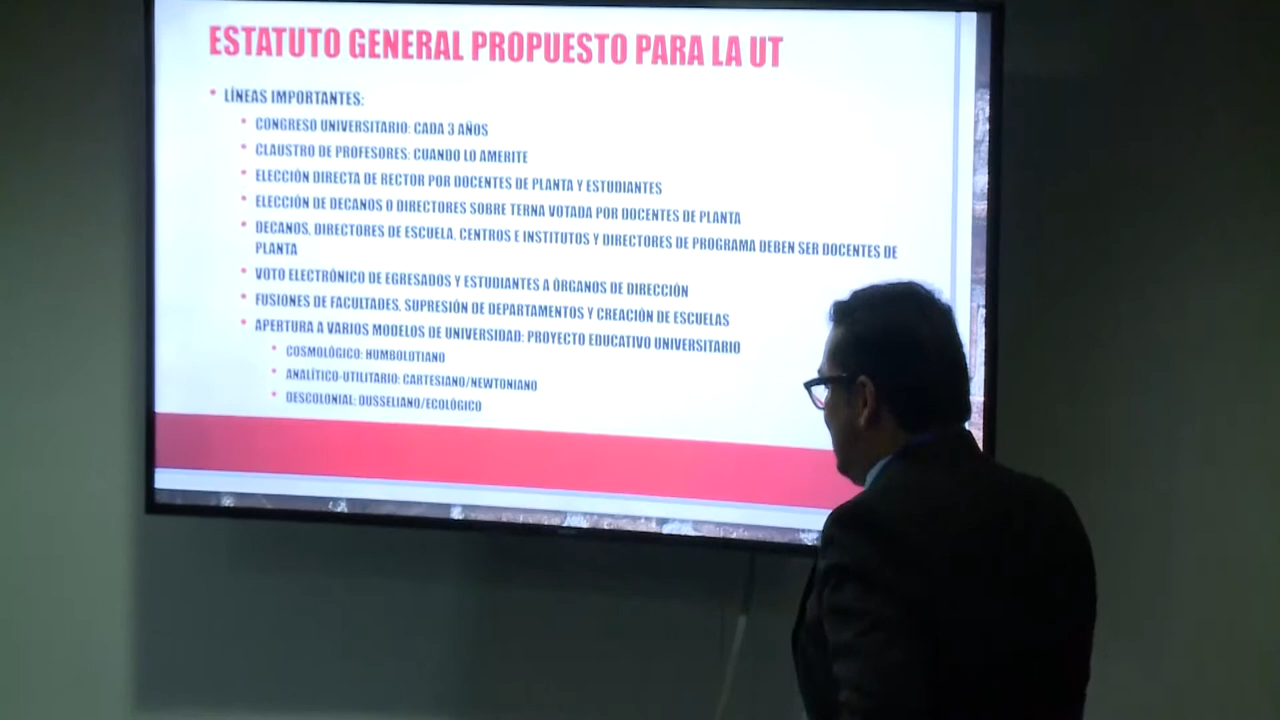 ESTATUTO GENERAL PROPUESTO PARA LA UT
LÍNEAS IMPORTANTES:
CONGRESO UNIVERSITARIO: CADA 3 AÑOS
CLAUSTRO DE PROFESORES: CUANDO LO AMERITE
ELECCIÓN DIRECTA DE RECTOR POR DOCENTES DE PLANTA Y ESTUDIANTES
ELECCIÓN DE DECANOS O DIRECTORES SOBRE TERNA VOTADA POR DOCENTES DE PLANTA
DECANOS, DIRECTORES DE ESCUELA, CENTROS E INSTITUTOS Y DIRECTORES DE PROGRAMA DEBEN SER DOCENTES DE
PLANTA
VOTO ELECTRÓNICO DE EGRESADOS Y ESTUDIANTES A ÓRGANOS DE DIRECCIÓN
FUSIONES DE FACULTADES, SUPRESIÓN DE DEPARTAMENTOS Y CREACIÓN DE ESCUELAS
APERTURA A VARIOS MODELOS DE UNIVERSIDAD: PROYECTO EDUCATIVO UNIVERSITARIO
COSMOLÓGICO: HUMBOLDTIANO
ANALÍTICO-UTILITARIO: CARTESIANO/NEWTONIANO
DESCOLONIAL: DUSSELIANO/ECOLÓGICO